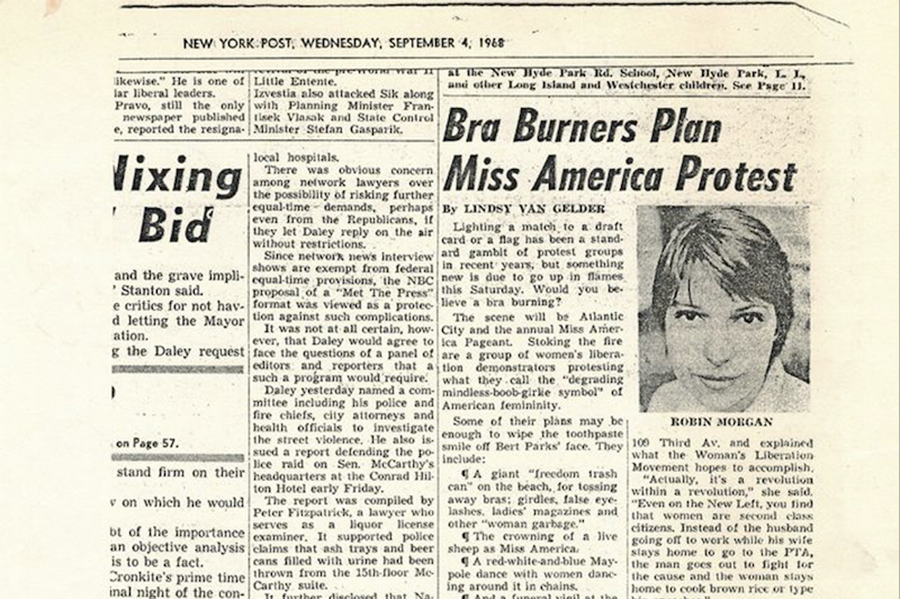 NEW YORK POST, WEDNESDAY, SEPTEMBER 4, 1968
likewise." He is one of
lar liberal leaders.
Pravo, still the only
newspaper published
e, reported the resigna-
Little Entente.
Izvestia also attacked Sik along
with Planning Minister Fran-
tisek Vlasak and State Control
Minister Stefan Gasparik.
Nixing
Bid
and the grave impli-
' Stanton said.
e critics for not hav-
d letting the Mayor
ation.
g the Daley request
on Page 57.
stand firm on their
on which he would
bt of the importance
an objective analysis
is to be a fact.
Cronkite's prime time
inal night of the con-
local hospitals.
There was obvious concern
among network lawyers over
the possibility of risking further
equal-time demands, perhaps
even from the Republicans, if
they let Daley reply on the air
without restrictions.
Since network news interview
shows are exempt from federal
equal-time provisions, the NBC
proposal of a "Met The Press"
format was viewed as a protec-
tion against such complications.
It was not at all certain, how-
ever, that Daley would agree to
face the questions of a panel of
editors and reporters that a
such a program would require.
Daley yesterday named a com-
mittee including his police and
fire chiefs, city attorneys and
health officials to investigate
the street violence. He also is-
sued a report defending the po-
lice raid on Sen. McCarthy's
headquarters at the Conrad Hil-
ton Hotel early Friday.
The report was compiled by
Peter Fitzpatrick, a lawyer who
serves as a liquor license
examiner. It supported police
claims that ash trays and beer
cans filled with urine had been
thrown from the 15th-floor Mc-
Carthy suite.
It further disclosed that Na-
at the New Hyde Park Rd. School, New Hyde Park, L. I.,
and other Long Island and Westchester children. See Page 11.
Bra Burners Plan
Miss America Protest
By LINDSY VAN GELDER
Lighting a match to a draft
card or a flag has been a stand-
ard gambit of protest groups
in recent years, but something
new is due to go up in flames
this Saturday. Would you be-
lieve a bra burning?
The scene will be Atlantic
City and the annual Miss Amer-
ica Pageant. Stoking the fire
are a group of women's libera-
tion demonstrators protesting
what they call the "degrading
mindless-boob-girlie symbol" of
American femininity.
Some of their plans may be
enough to wipe the toothpaste
smile off Bert Parks' face. They
include:
¶ A giant "freedom trash
can" on the beach, for tossing
away bras, girdles, false eye-
lashes, ladies' magazines and
other "woman garbage."
¶ The crowning of a live
sheep as Miss America.
¶ A red-white-and-blue May-
pole dance with women danc-
ing around it in chains.
¶ And a funeral vigil at the
ROBIN MORGAN
109 Third Av. and explained
what the Woman's Liberation
Movement hopes to accomplish.
"Actually, it's a revolution
within a revolution," she said.
"Even on the New Left, you find
that women are second class
citizens. Instead of the husband
going off to work while his wife
stays home to go to the PTA,
the man goes out to fight for
the cause and the woman stays
home to cook brown rice or type